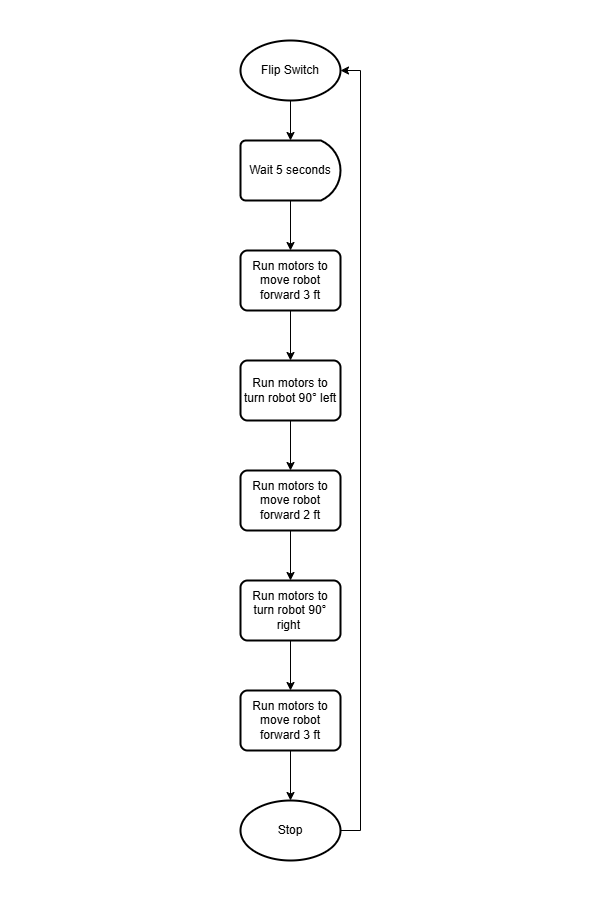 Flip Switch
Wait 5 seconds
Run motors to
move robot
forward 3 ft
Run motors to
turn robot 90° left
Run motors to
move robot
forward 2 ft
Run motors to
turn robot 90°
right
Run motors to
move robot
forward 3 ft
Stop